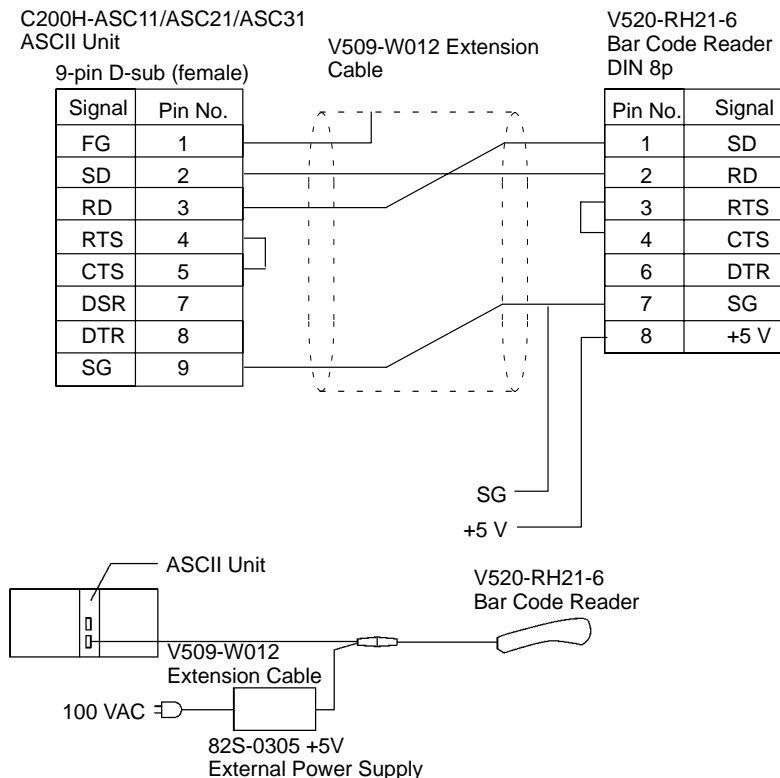 C200H-ASC11/ASC21/ASC31
ASCII Unit
9-pin D-sub (female)
V509-W012 Extension
Cable
V520-RH21-6
Bar Code Reader
DIN 8p
Signal Pin No.
FG 1
SD 2
RD 3
RTS 4
CTS 5
DSR 7
DTR 8
SG 9
Pin No. Signal
1 SD
2 RD
3 RTS
4 CTS
6 DTR
7 SG
8 +5 V
SG
+5 V
ASCII Unit
V520-RH21-6
Bar Code Reader
V509-W012
Extension Cable
100 VAC
82S-0305 +5V
External Power Supply